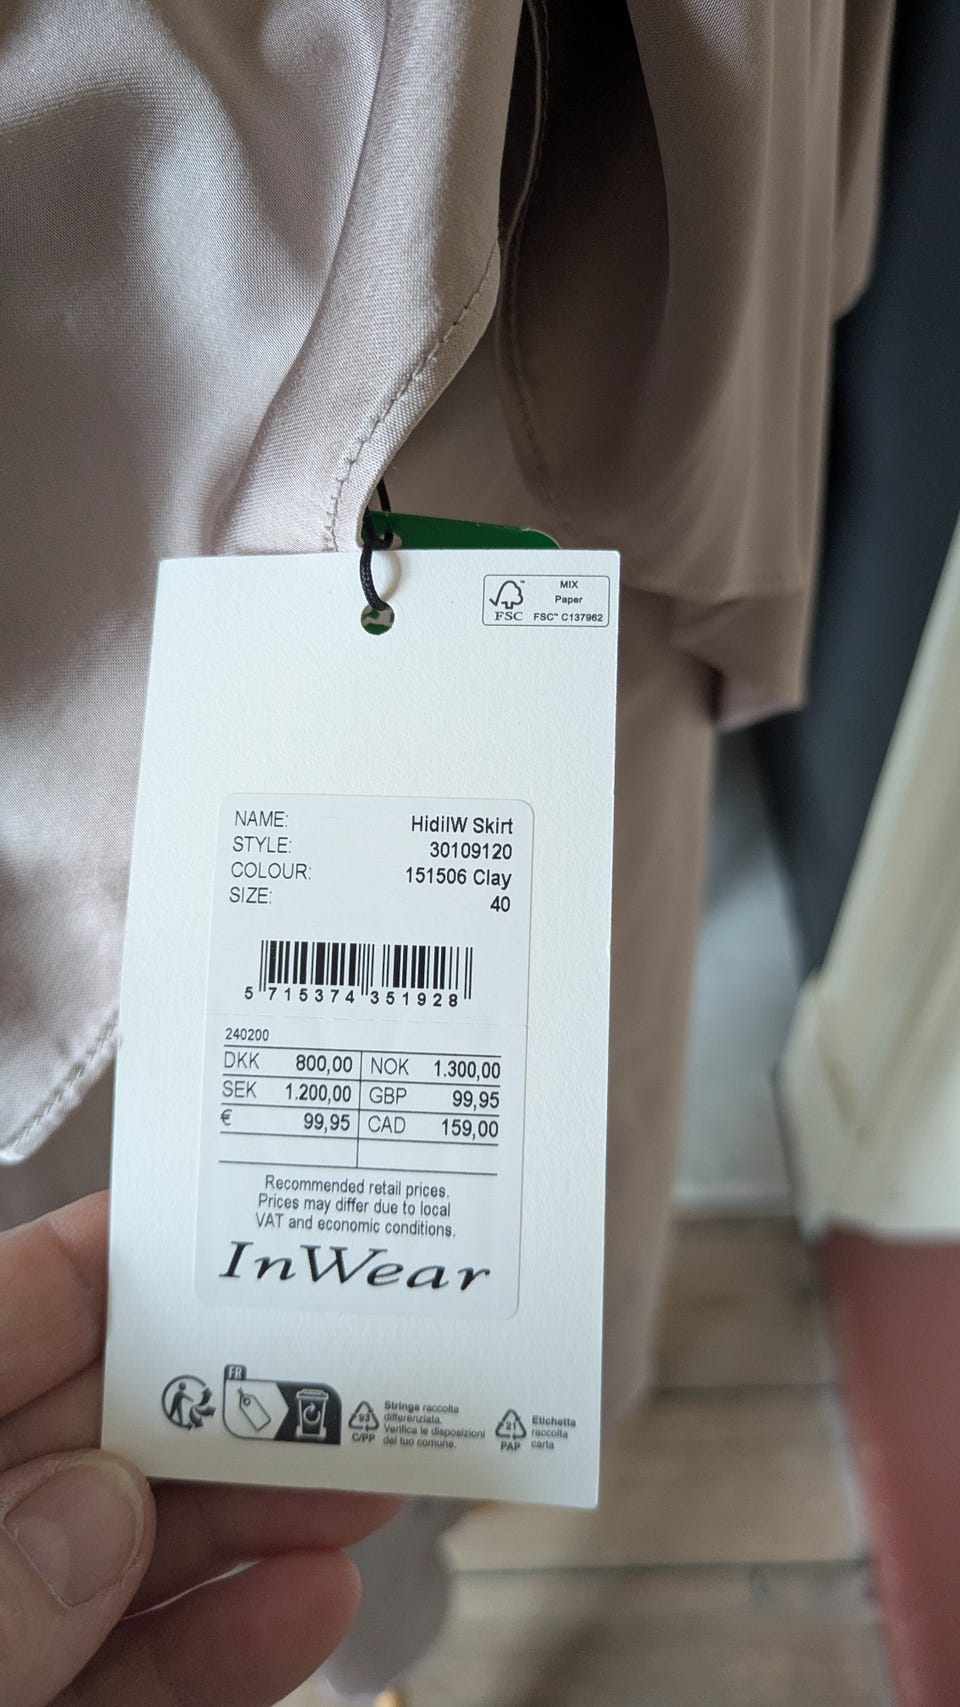 MIX
Paper
FSC™ C137962
FSC
NAME: HidiIW Skirt
STYLE: 30109120
COLOUR: 151506 Clay
SIZE: 40
5 715374 351928
240200
DKK 800,00 NOK 1.300,00
SEK 1.200,00 GBP 99,95
€ 99,95 CAD 159,00
Recommended retail prices.
Prices may differ due to local
VAT and economic conditions.
InWear
FR
93
C/PP
Stringa raccolta
differenziata.
Verifica le disposizioni
del tuo comune.
21
PAP
Etichetta
raccolta
carta